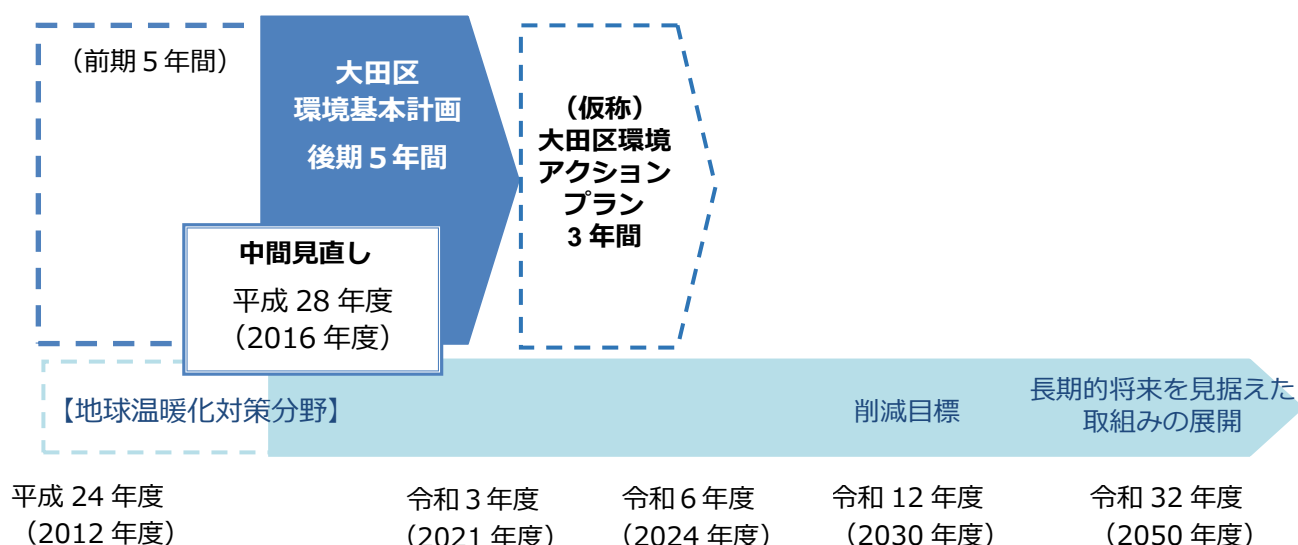 （前期５年間）
大田区
環境基本計画
後期５年間
（仮称）
大田区環境
アクション
プラン
3 年間
中間見直し
平成 28 年度
（2016 年度）
【地球温暖化対策分野】
削減目標
長期的将来を見据えた
取組みの展開
平成 24 年度
（2012 年度）
令和３年度
（2021 年度）
令和６年度
（2024 年度）
令和 12 年度
（2030 年度）
令和 32 年度
（2050 年度）